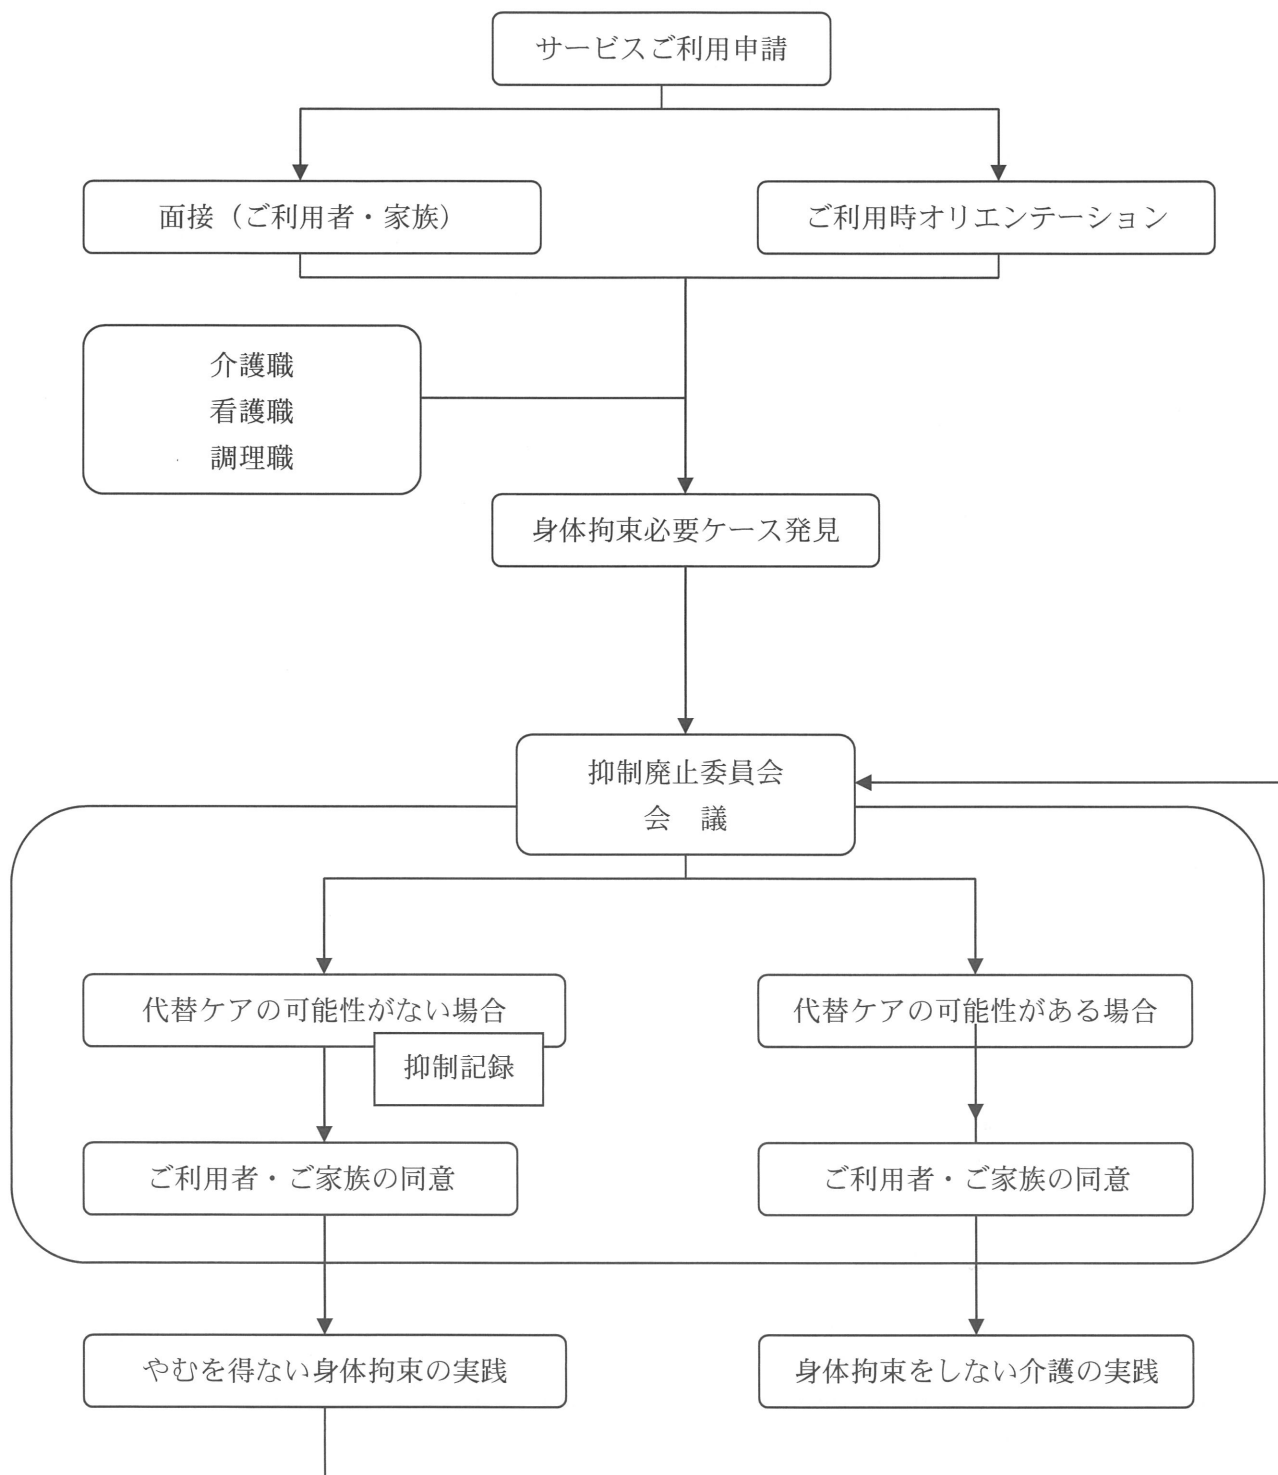 サービスご利用申請
面接（ご利用者・家族）
ご利用時オリエンテーション
介護職
看護職
調理職
身体拘束必要ケース発見
抑制廃止委員会
会　議
代替ケアの可能性がない場合
代替ケアの可能性がある場合
抑制記録
ご利用者・ご家族の同意
ご利用者・ご家族の同意
やむを得ない身体拘束の実践
身体拘束をしない介護の実践